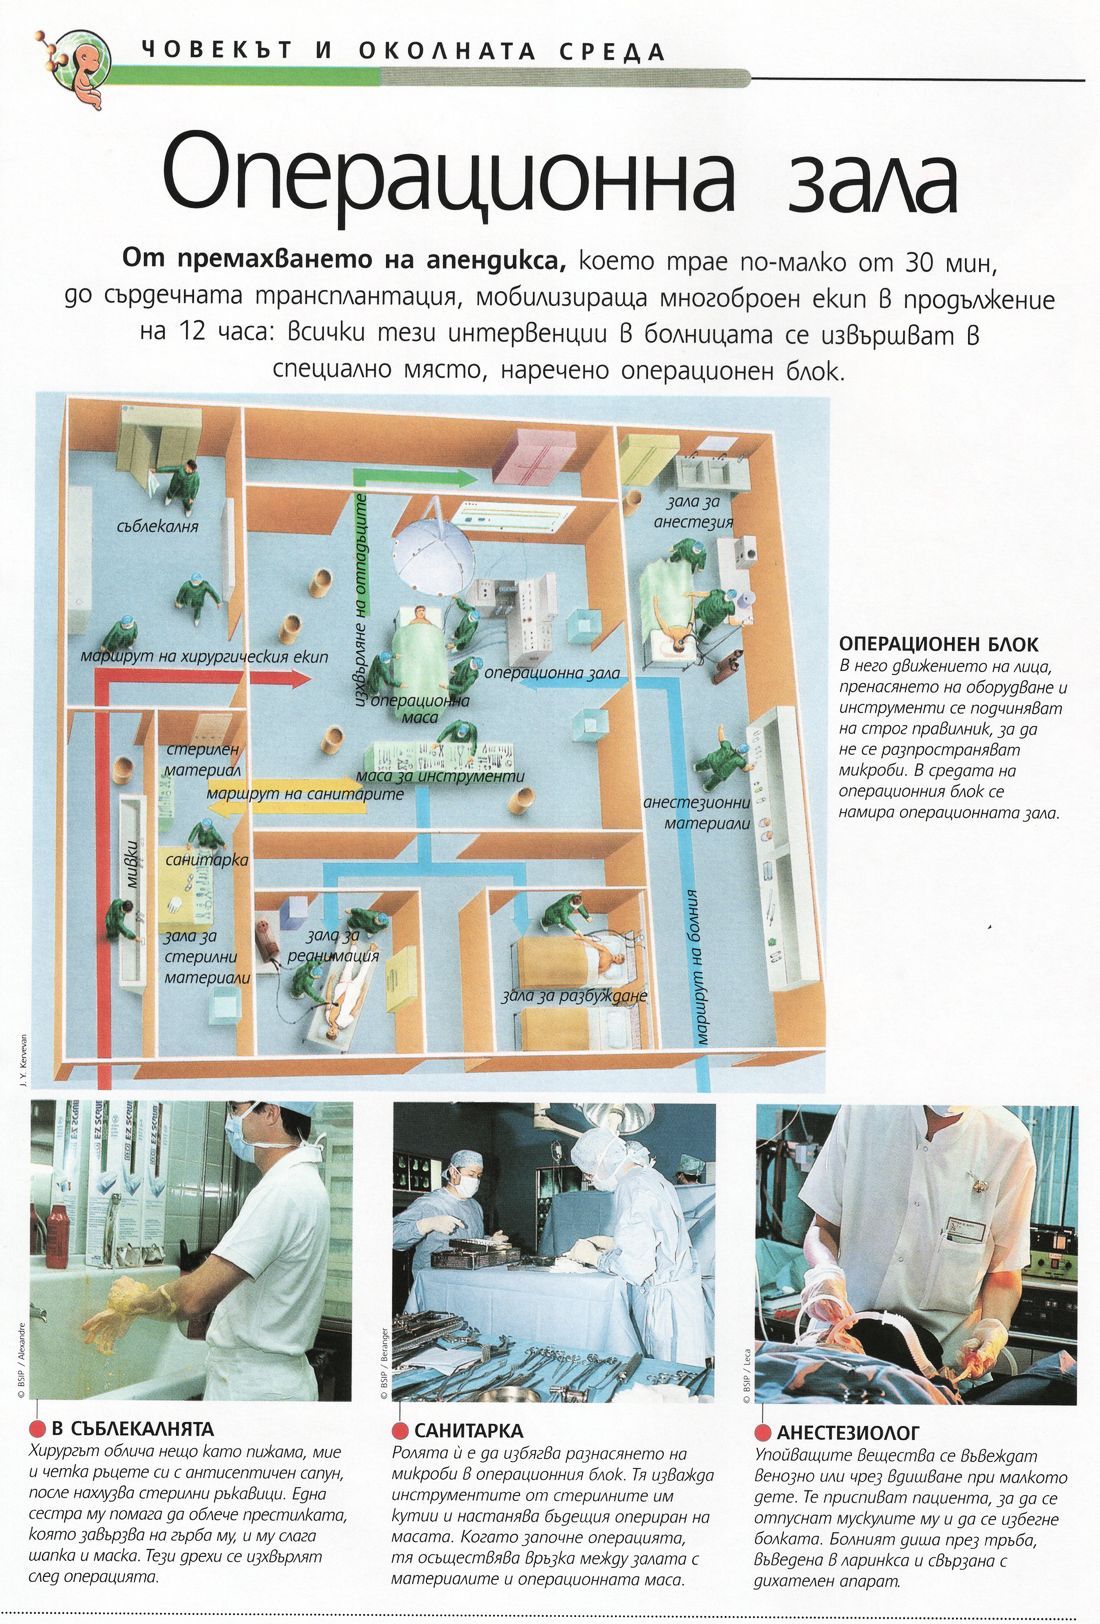 ЧОВЕКЪТ И ОКОЛНАТА СРЕДА
Операционна зала
От премахването на апендикса, което трае по-малко от 30 мин,
до сърдечната трансплантация, мобилизираща многоброен екип в продължение
на 12 часа: всички тези интервенции в болницата се извършват в
специално място, наречено операционен блок.
съблекалня
зала за
анестезия
изхвърляне на отпадъците
маршрут на хирургическия екип
операционна зала
операционна
маса
стерилен
материал
маса за инструменти
маршрут на санитарите
анестезионни
материали
мивки
санитарка
зала за
стерилни
материали
зала за
реанимация
зала за разбуждане
маршрут на болния
J. Y. Kervevan
ОПЕРАЦИОНЕН БЛОК
В него движението на лица,
пренасянето на оборудване и
инструменти се подчиняват
на строг правилник, за да
не се разпространяват
микроби. В средата на
операционния блок се
намира операционната зала.
E-Z SCRUB
E-Z SCRUB
© BSIP / Alexandre
© BSIP / Beranger
© BSIP / Leca
В СЪБЛЕКАЛНЯТА
Хирургът облича нещо като пижама, мие
и четка ръцете си с антисептичен сапун,
после нахлузва стерилни ръкавици. Една
сестра му помага да облече престилката,
която завързва на гърба му, и му слага
шапка и маска. Тези дрехи се изхвърлят
след операцията.
САНИТАРКА
Ролята ѝ е да избягва разнасянето на
микроби в операционния блок. Тя изважда
инструментите от стерилните им
кутии и настанява бъдещия опериран на
масата. Когато започне операцията,
тя осъществява връзка между залата с
материалите и операционната маса.
АНЕСТЕЗИОЛОГ
Упойващите вещества се въвеждат
венозно или чрез вдишване при малкото
дете. Те приспиват пациента, за да се
отпуснат мускулите му и да се избегне
болката. Болният диша през тръба,
въведена в ларинкса и свързана с
дихателен апарат.